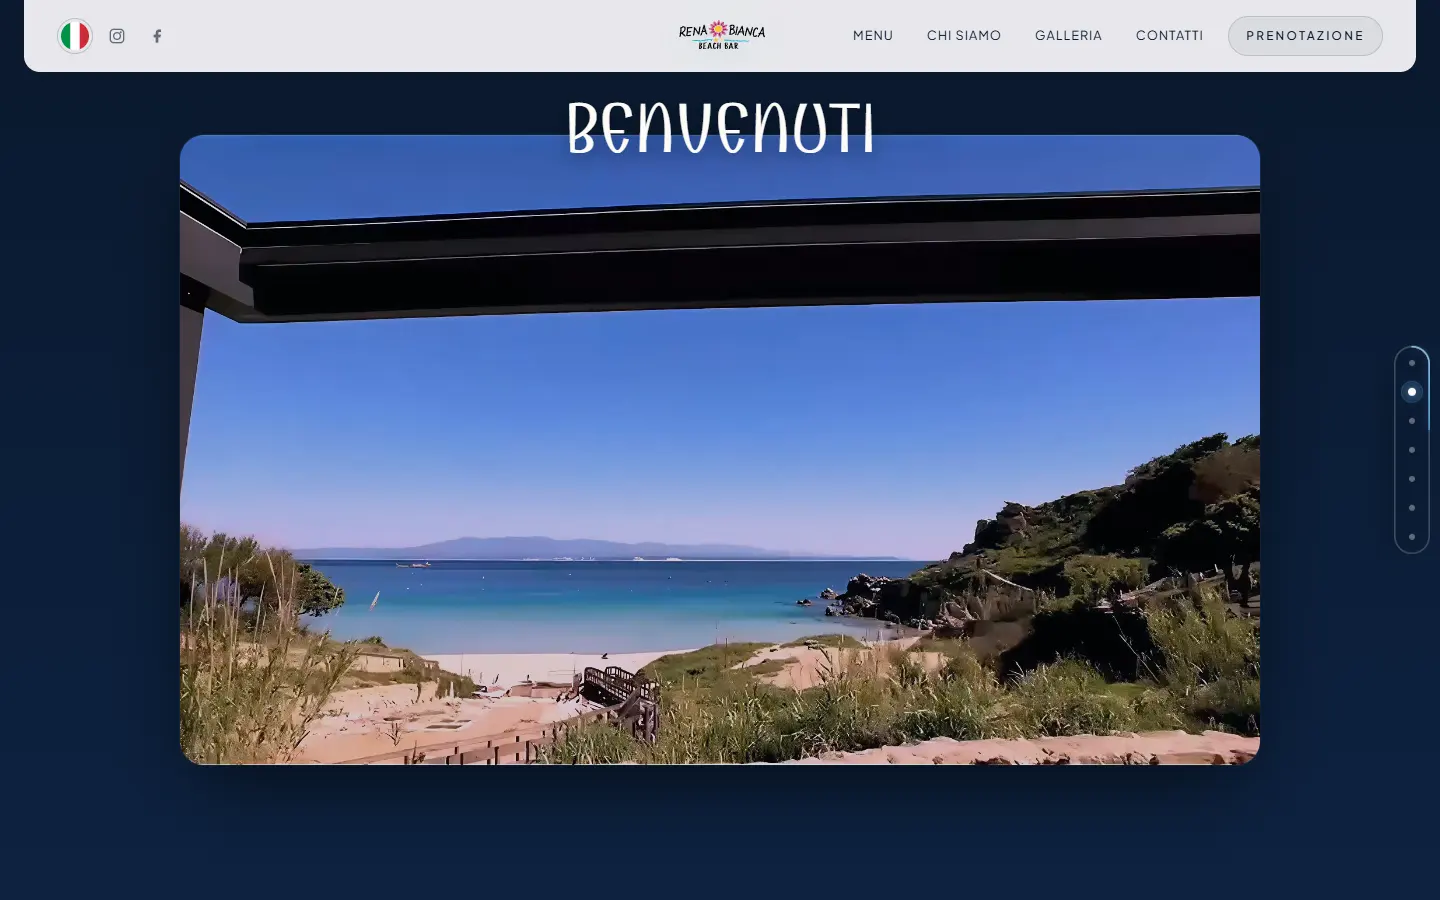 RENA BIANCA
BEACH BAR
MENU
CHI SIAMO
GALLERIA
CONTATTI
PRENOTAZIONE
BENVENUTI